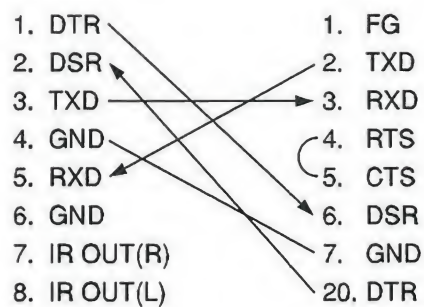 1. DTR 1. FG
2. DSR 2. TXD
3. TXD 3. RXD
4. GND 4. RTS
5. RXD 5. CTS
6. GND 6. DSR
7. IR OUT(R) 7. GND
8. IR OUT(L) 20. DTR